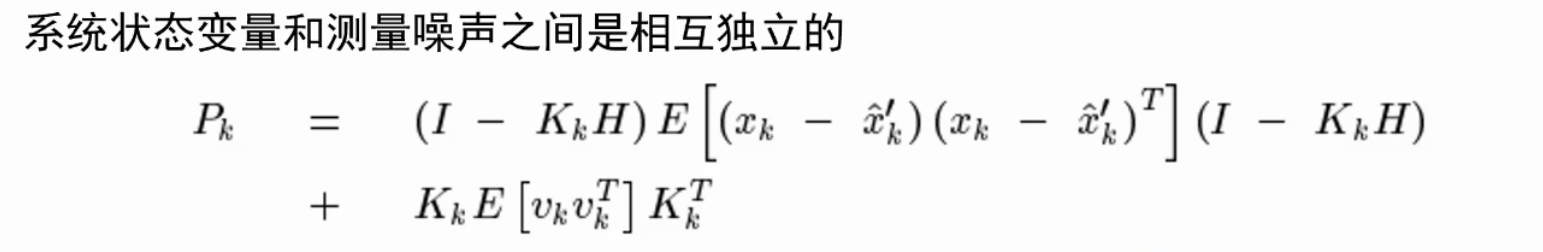 系统状态变量和测量噪声之间是相互独立的
P_k = (I − K_k H) E [(x_k − x̂′_k) (x_k − x̂′_k)^T] (I − K_k H)
+ K_k E [v_k v_k^T] K_k^T